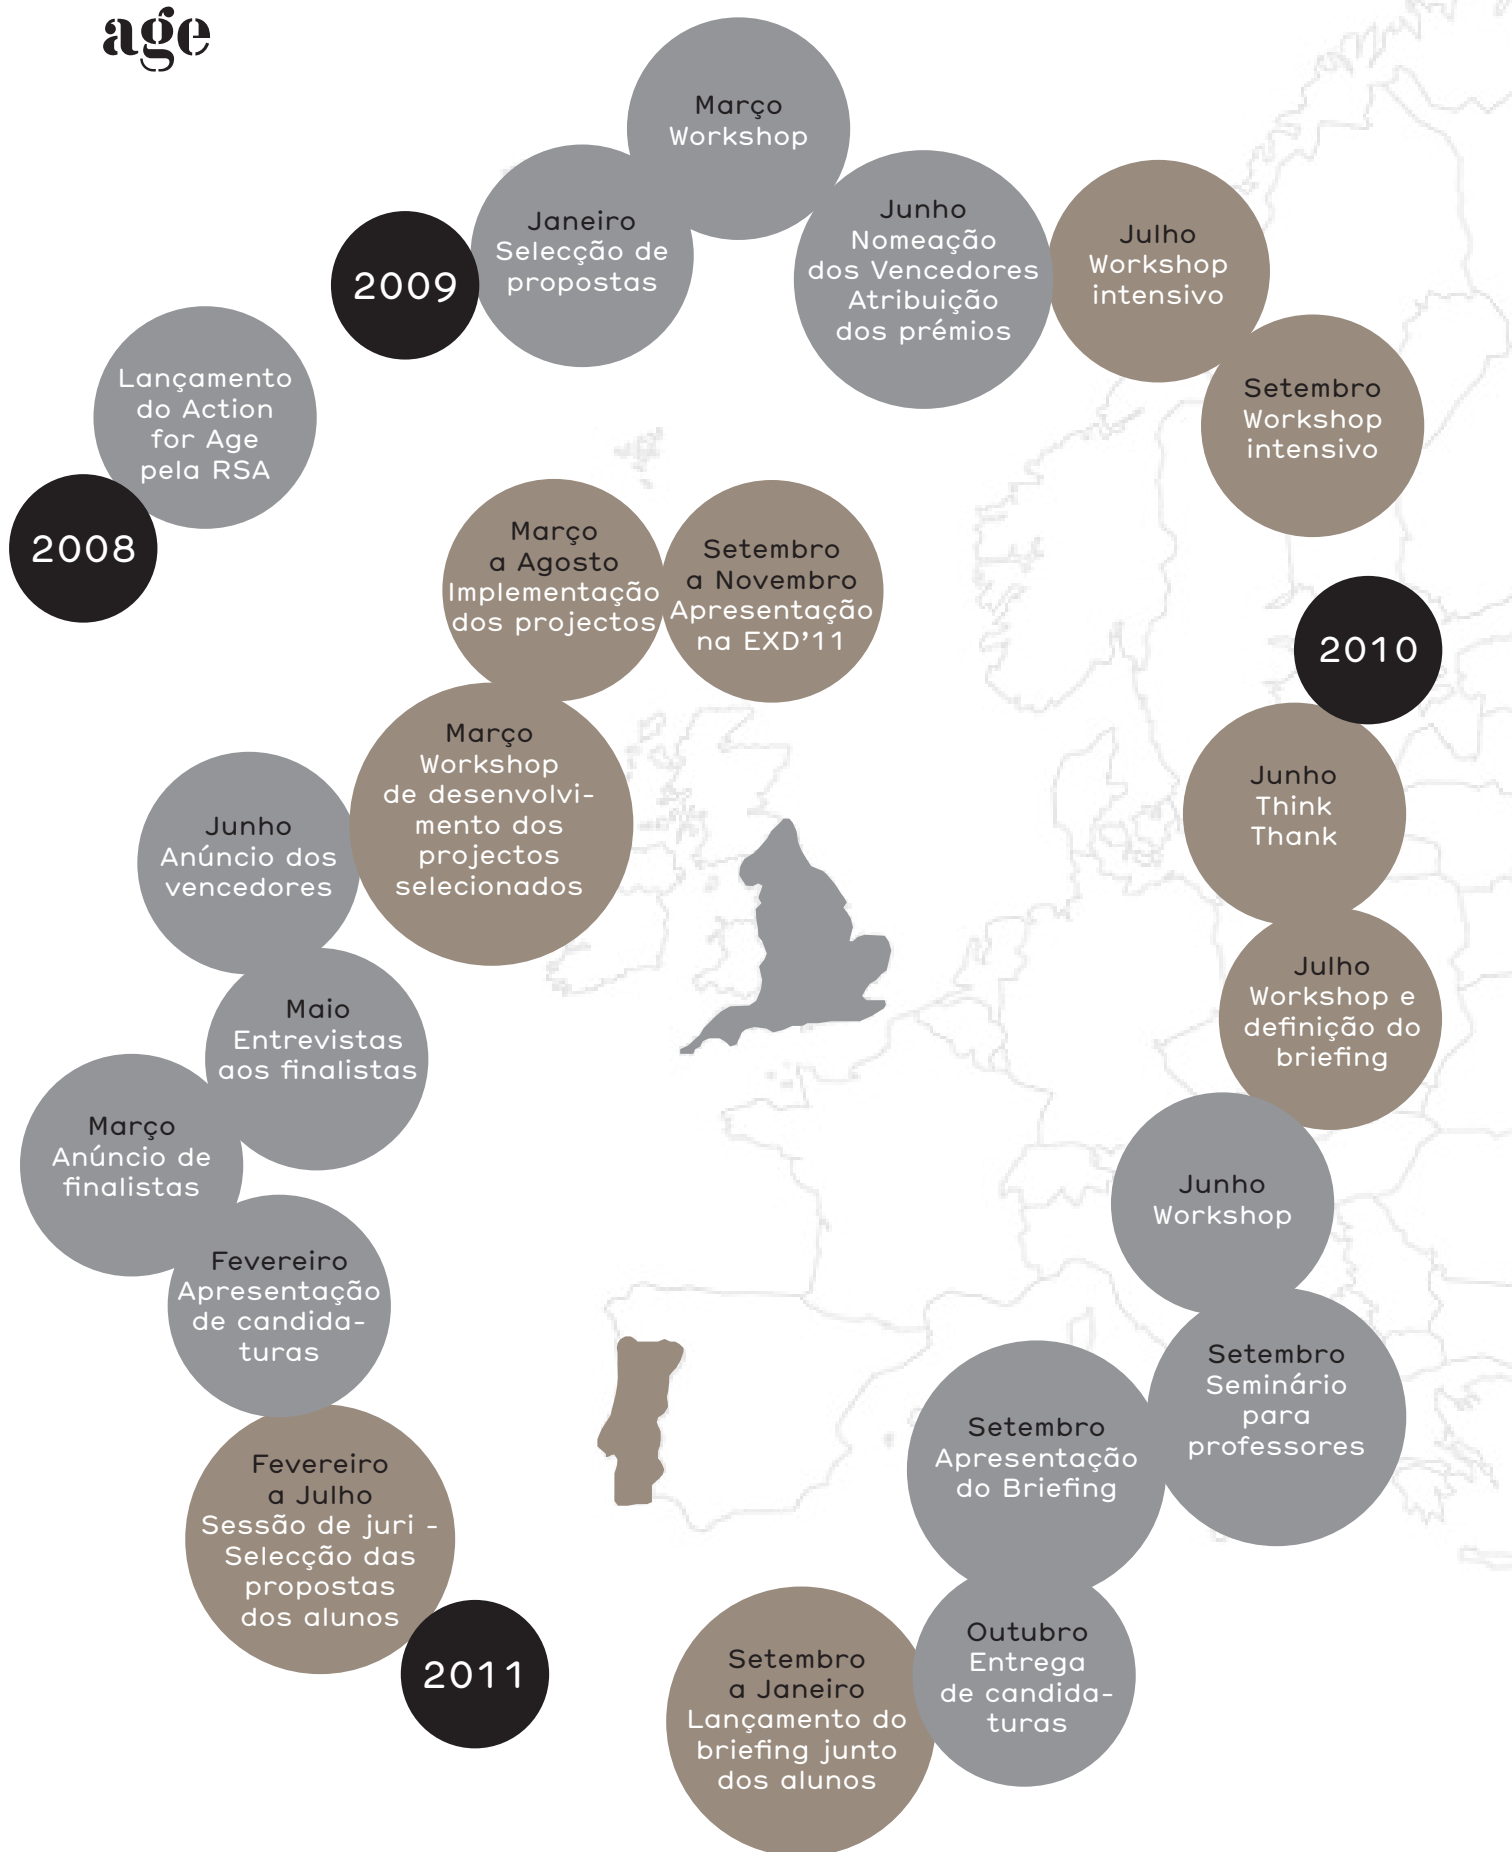 age
2008
Lançamento
do Action
for Age
pela RSA
2009
Janeiro
Selecção de
propostas
Março
Workshop
Junho
Nomeação
dos Vencedores
Atribuição
dos prémios
Julho
Workshop
intensivo
Setembro
Workshop
intensivo
2010
Junho
Think
Thank
Julho
Workshop e
definição do
briefing
Junho
Workshop
Setembro
Seminário
para
professores
Setembro
Apresentação
do Briefing
Outubro
Entrega
de candida-
turas
Setembro
a Janeiro
Lançamento do
briefing junto
dos alunos
2011
Fevereiro
a Julho
Sessão de juri -
Selecção das
propostas
dos alunos
Fevereiro
Apresentação
de candida-
turas
Março
Anúncio de
finalistas
Maio
Entrevistas
aos finalistas
Junho
Anúncio dos
vencedores
Março
Workshop
de desenvolvi-
mento dos
projectos
selecionados
Março
a Agosto
Implementação
dos projectos
Setembro
a Novembro
Apresentação
na EXD’11